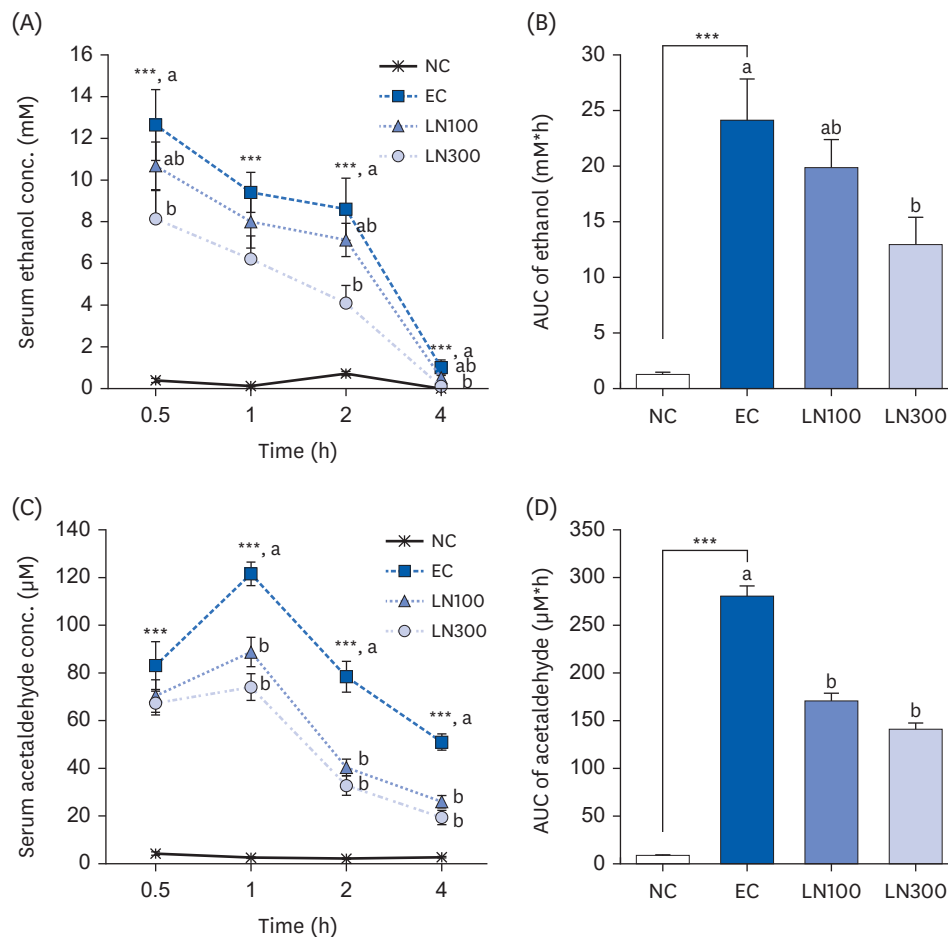 (A)
Serum ethanol conc. (mM)
16
14
12
10
8
6
4
2
0
***, a
ab
b
***
***, a
ab
b
***, a
ab
b
NC
EC
LN100
LN300
0.5
1
2
4
Time (h)
(B)
AUC of ethanol (mM*h)
30
25
20
15
10
5
0
***
a
ab
b
NC
EC
LN100
LN300
(C)
Serum acetaldehyde conc. (µM)
140
120
100
80
60
40
20
0
***
***, a
b
b
***, a
b
b
***, a
b
b
NC
EC
LN100
LN300
0.5
1
2
4
Time (h)
(D)
AUC of acetaldehyde (µM*h)
350
300
250
200
150
100
50
0
***
a
b
b
NC
EC
LN100
LN300